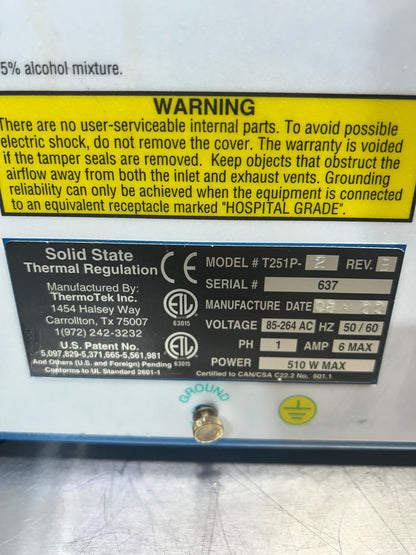 5% alcohol mixture.
WARNING
There are no user-serviceable internal parts. To avoid possible
electric shock, do not remove the cover. The warranty is voided
if the tamper seals are removed. Keep objects that obstruct the
airflow away from both the inlet and exhaust vents. Grounding
reliability can only be achieved when the equipment is connected
to an equivalent receptacle marked "HOSPITAL GRADE".
Solid State
Thermal Regulation
Manufactured By:
ThermoTek Inc.
1454 Halsey Way
Carrollton, Tx 75007
1(972) 242-3232
U.S. Patent No.
5,097,829-5,371,665-5,561,981
And Others (U.S. and Foreign) Pending
Conforms to UL Standard 2601-1
CE
ETL
63015
ETL
63015
MODEL # T251P- 2 REV.
SERIAL # 637
MANUFACTURE DATE
VOLTAGE 85-264 AC HZ 50/60
PH 1 AMP 6 MAX
POWER 510 W MAX
Certified to CAN/CSA C22.2 No. 601.1
GROUND